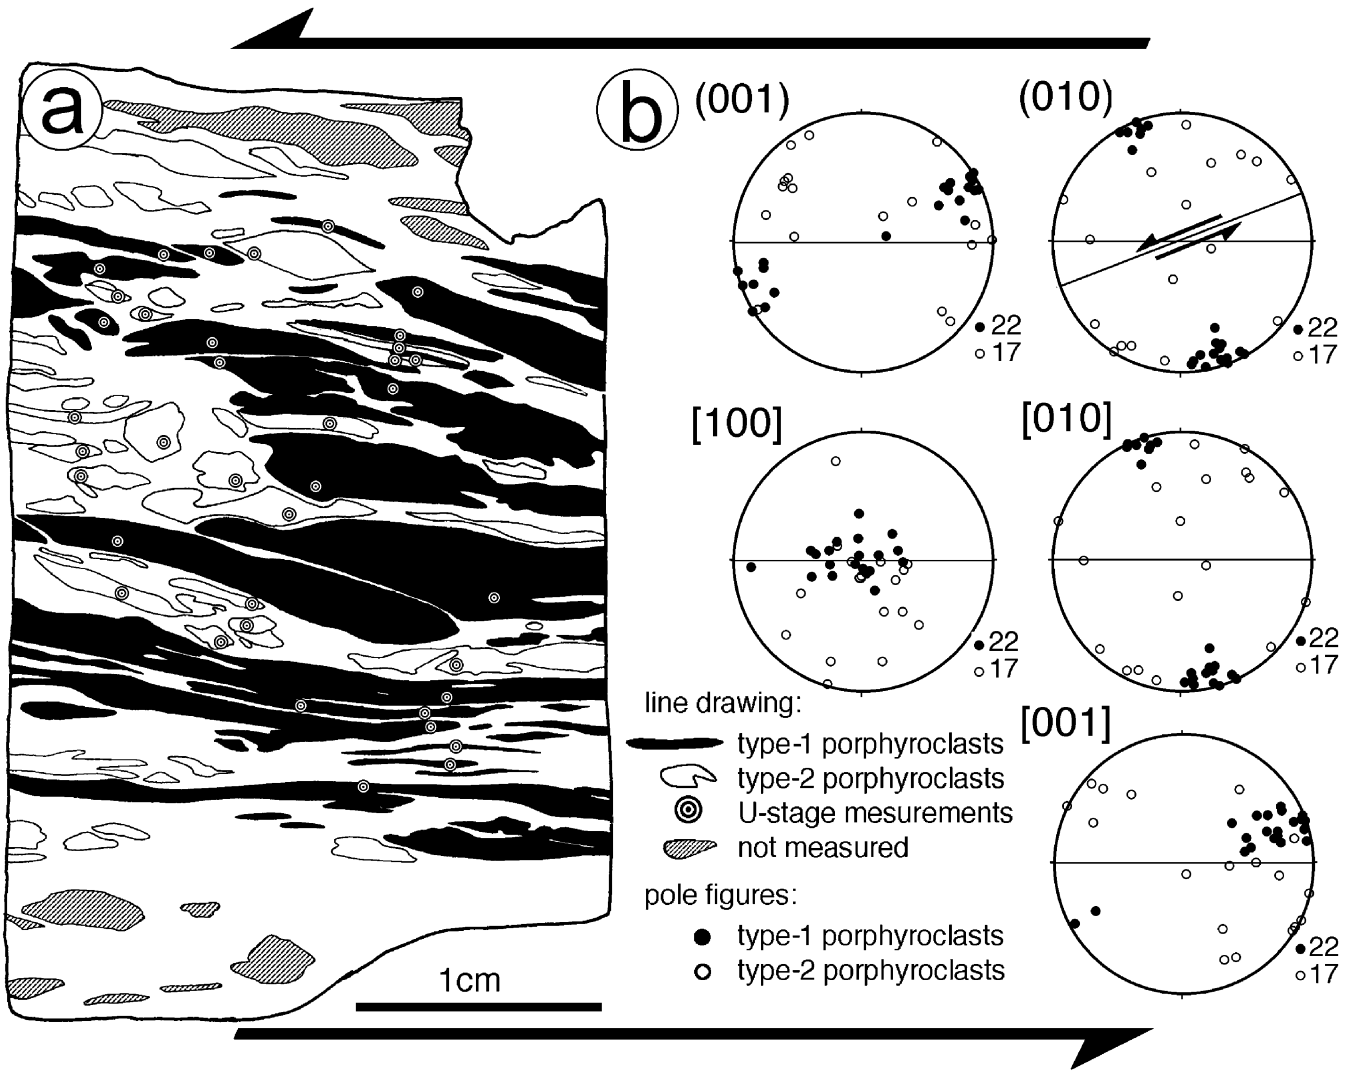 a
b
(001)
(010)
22
17
22
17
[100]
[010]
22
17
22
17
line drawing:
type-1 porphyroclasts
type-2 porphyroclasts
U-stage mesurements
not measured
pole figures:
type-1 porphyroclasts
type-2 porphyroclasts
[001]
22
17
1cm